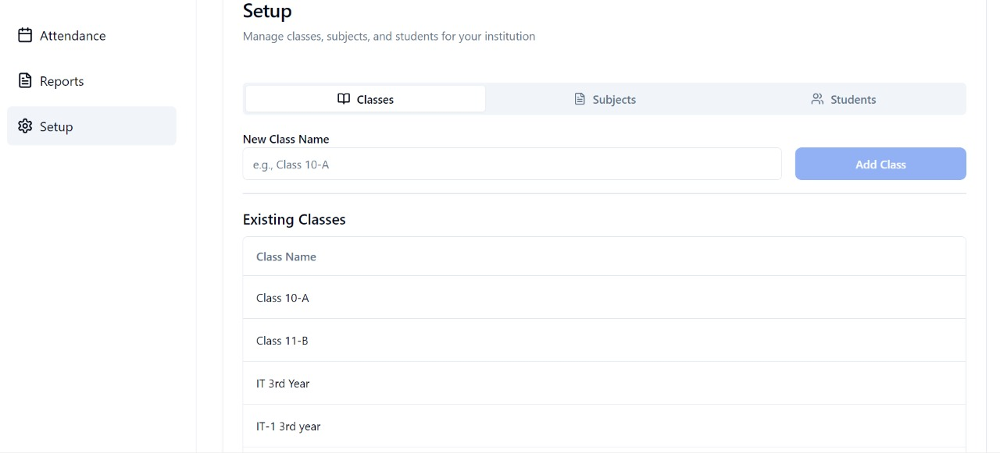 Attendance
Reports
Setup
Setup
Manage classes, subjects, and students for your institution
Classes
Subjects
Students
New Class Name
e.g., Class 10-A
Add Class
Existing Classes
Class Name
Class 10-A
Class 11-B
IT 3rd Year
IT-1 3rd year